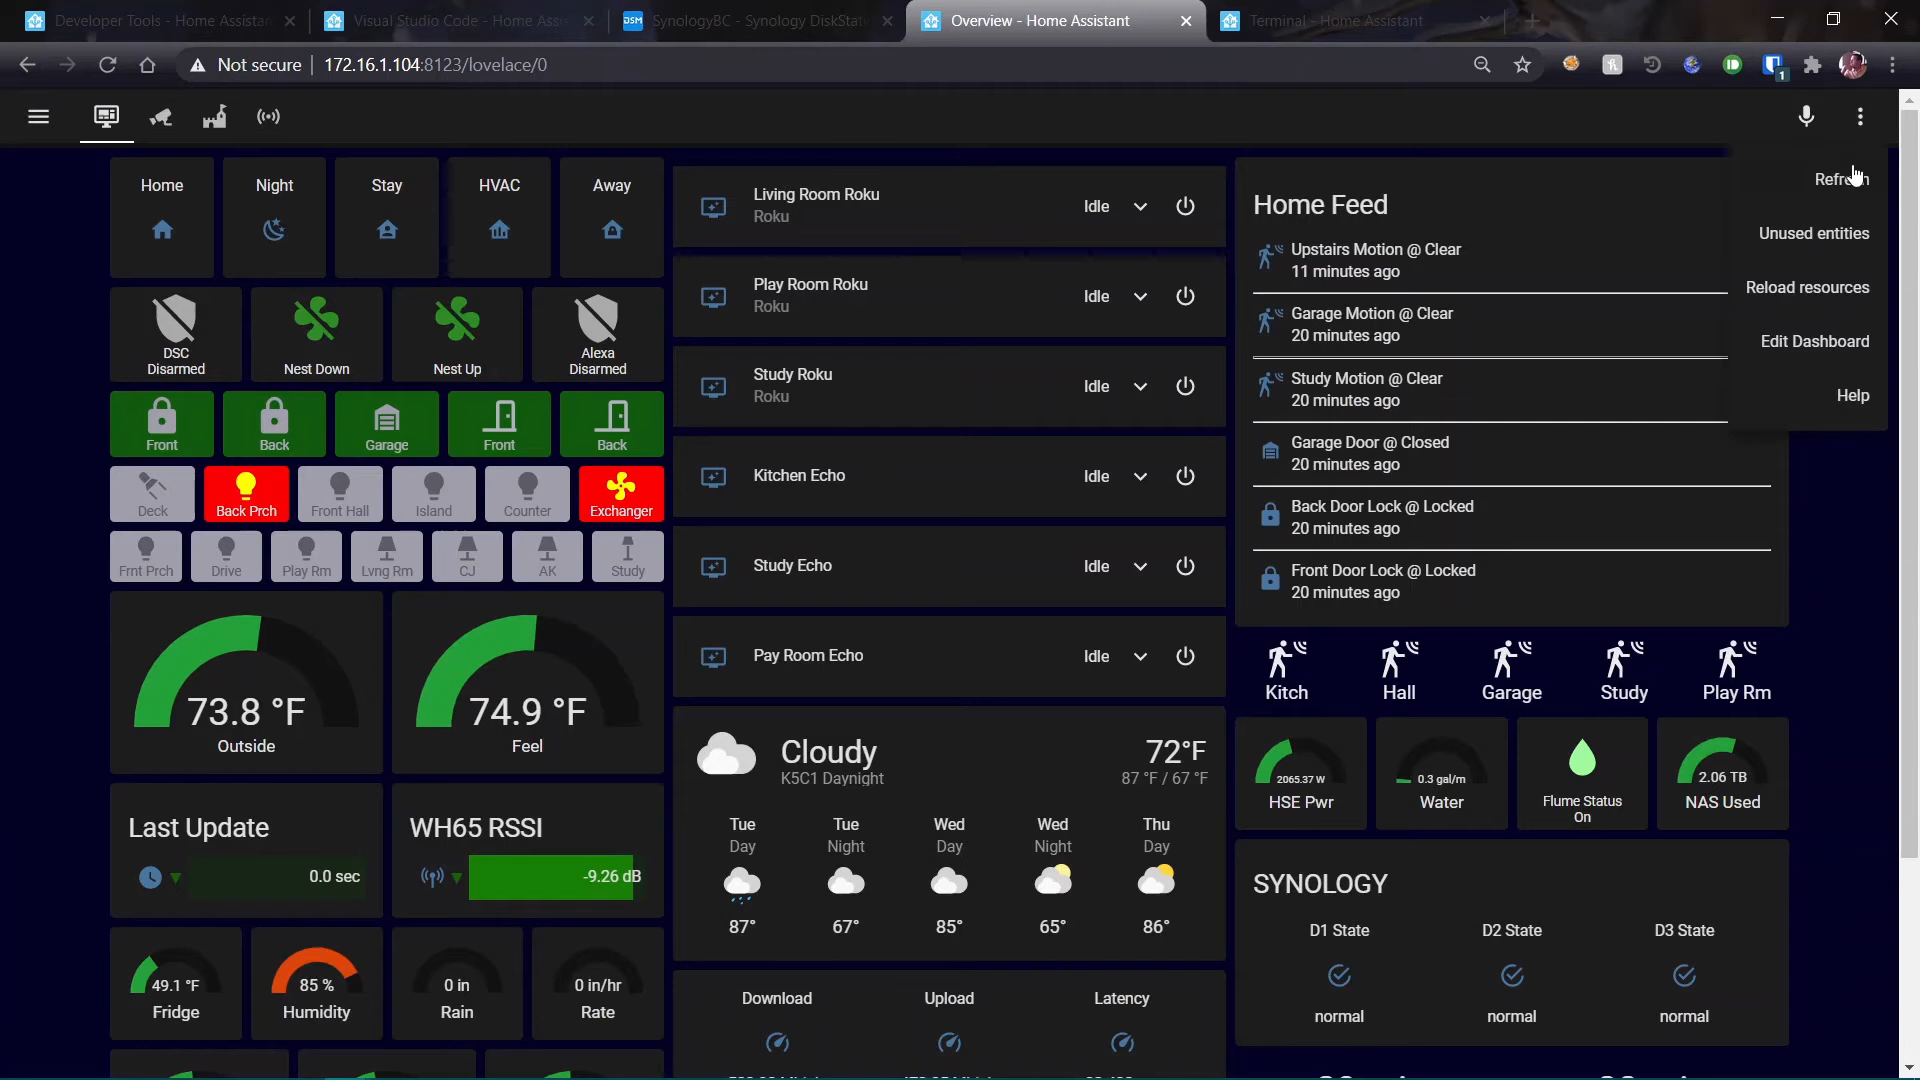 Developer Tools - Home Assistan
Visual Studio Code - Home Assi
SynologyBC - Synology DiskStati
Overview - Home Assistant
Terminal - Home Assistant
Not secure
172.16.1.104:8123/lovelace/0
1
Home
Night
Stay
HVAC
Away
DSC
Disarmed
Nest Down
Nest Up
Alexa
Disarmed
Front
Back
Garage
Front
Back
Deck
Back Prch
Front Hall
Island
Counter
Exchanger
Frnt Prch
Drive
Play Rm
Lvng Rm
CJ
AK
Study
73.8 °F
Outside
74.9 °F
Feel
Last Update
0.0 sec
WH65 RSSI
-9.26 dB
49.1 °F
Fridge
85 %
Humidity
0 in
Rain
0 in/hr
Rate
Living Room Roku
Roku
Idle
Play Room Roku
Roku
Idle
Study Roku
Roku
Idle
Kitchen Echo
Idle
Study Echo
Idle
Pay Room Echo
Idle
Cloudy
K5C1 Daynight
72°F
87 °F / 67 °F
Tue
Day
87°
Tue
Night
67°
Wed
Day
85°
Wed
Night
65°
Thu
Day
86°
Download
Upload
Latency
Home Feed
Upstairs Motion @ Clear
11 minutes ago
Garage Motion @ Clear
20 minutes ago
Study Motion @ Clear
20 minutes ago
Garage Door @ Closed
20 minutes ago
Back Door Lock @ Locked
20 minutes ago
Front Door Lock @ Locked
20 minutes ago
Refresh
Unused entities
Reload resources
Edit Dashboard
Help
Kitch
Hall
Garage
Study
Play Rm
2065.37 W
HSE Pwr
0.3 gal/m
Water
Flume Status
On
2.06 TB
NAS Used
SYNOLOGY
D1 State
normal
D2 State
normal
D3 State
normal